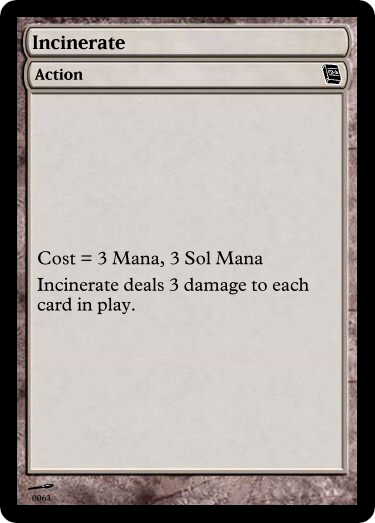 Incinerate
Action
Cost = 3 Mana, 3 Sol Mana
Incinerate deals 3 damage to each
card in play.
0063